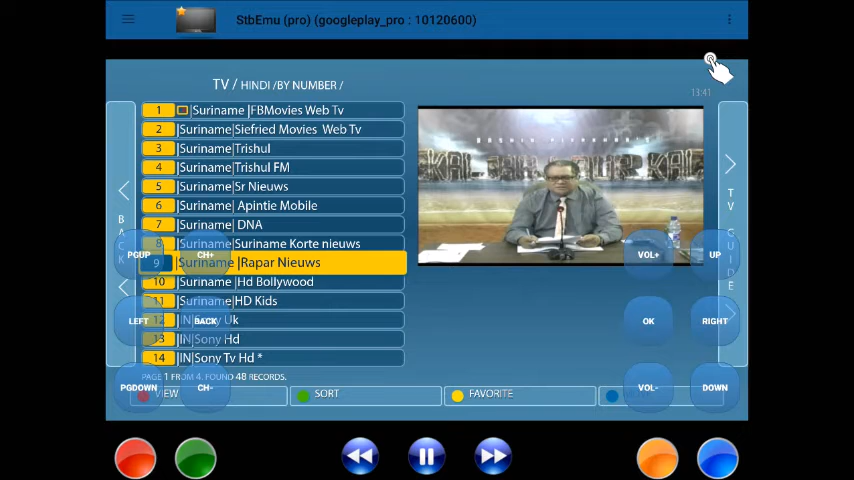 StbEmu (pro) (googleplay_pro : 10120600)
TV / HINDI /BY NUMBER /
13:41
1 |Suriname |FBMovies Web Tv
2 |Suriname|Siefried Movies Web Tv
3 |Suriname|Trishul
4 |Suriname|Trishul FM
5 |Suriname|Sr Nieuws
6 |Suriname| Apintie Mobile
7 |Suriname| DNA
8 |Suriname|Suriname Korte nieuws
9 |Suriname |Rapar Nieuws
10 |Suriname |Hd Bollywood
11 |Suriname|HD Kids
12 |IN|Sony Uk
13 |IN|Sony Hd
14 |IN|Sony Tv Hd *
PAGE 1 FROM 4. FOUND 48 RECORDS.
VIEW
SORT
FAVORITE
BACK
TV GUIDE
PGUP
CH+
VOL+
UP
LEFT
BACK
OK
RIGHT
PGDOWN
CH-
VOL-
DOWN